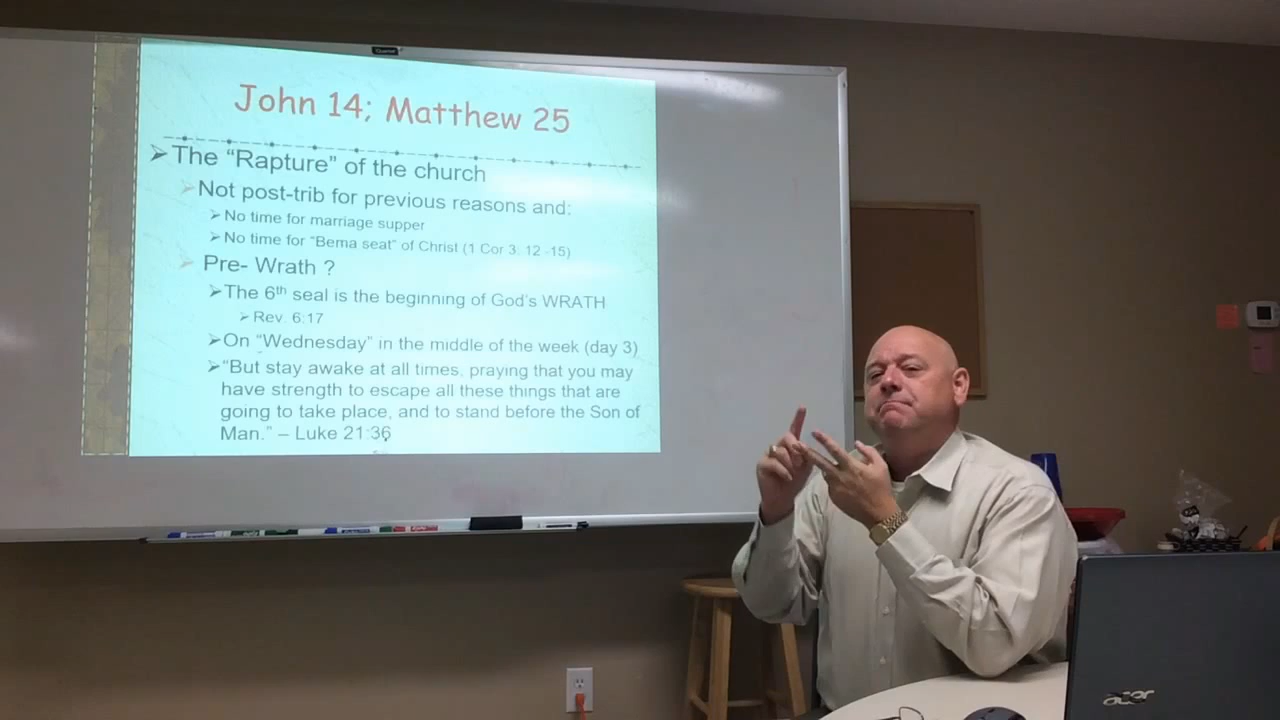 Quartet
John 14; Matthew 25
The "Rapture" of the church
Not post-trib for previous reasons and:
No time for marriage supper
No time for "Bema seat" of Christ (1 Cor 3: 12 -15)
Pre- Wrath ?
The 6th seal is the beginning of God's WRATH
Rev. 6:17
On "Wednesday" in the middle of the week (day 3)
"But stay awake at all times, praying that you may
have strength to escape all these things that are
going to take place, and to stand before the Son of
Man." – Luke 21:36
acer